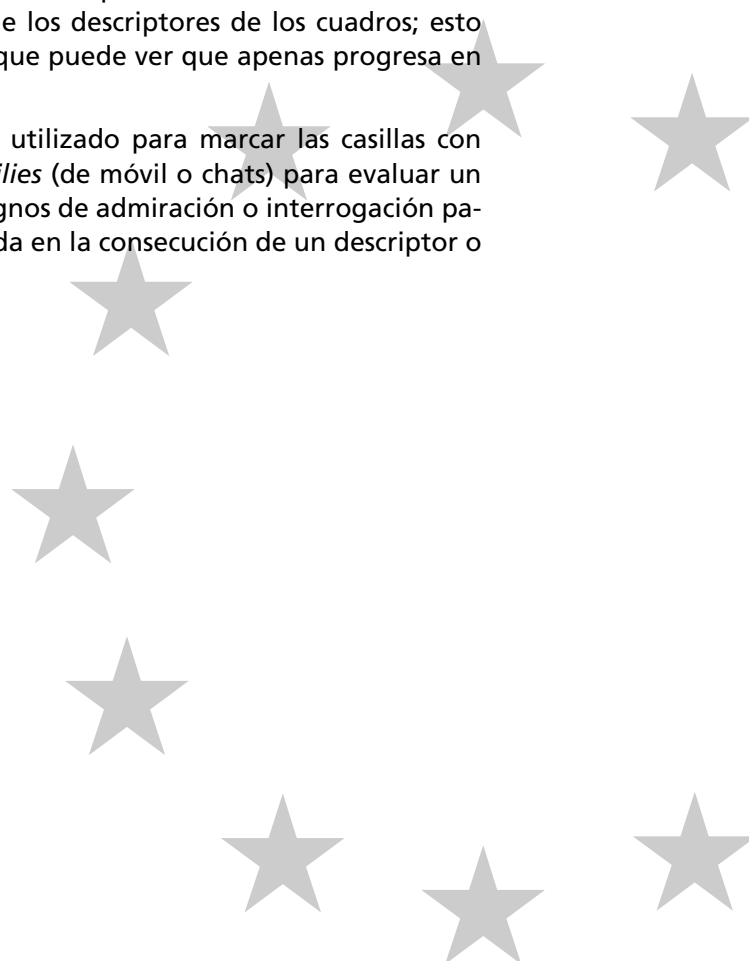 e los descriptores de los cuadros; esto
que puede ver que apenas progresa en
utilizado para marcar las casillas con
ilies (de móvil o chats) para evaluar un
gnos de admiración o interrogación pa-
da en la consecución de un descriptor o